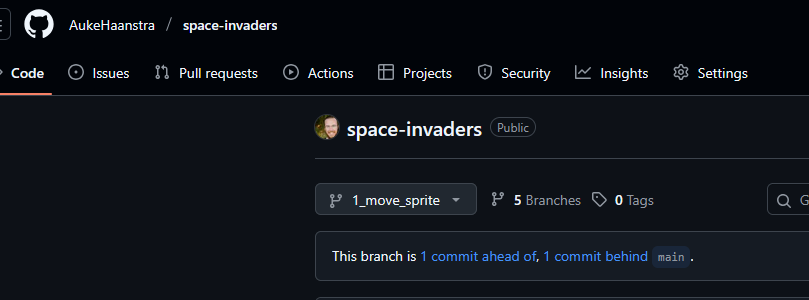 AukeHaanstra / space-invaders
Code Issues Pull requests Actions Projects Security Insights Settings
space-invaders Public
1_move_sprite 5 Branches 0 Tags G
This branch is 1 commit ahead of, 1 commit behind main.